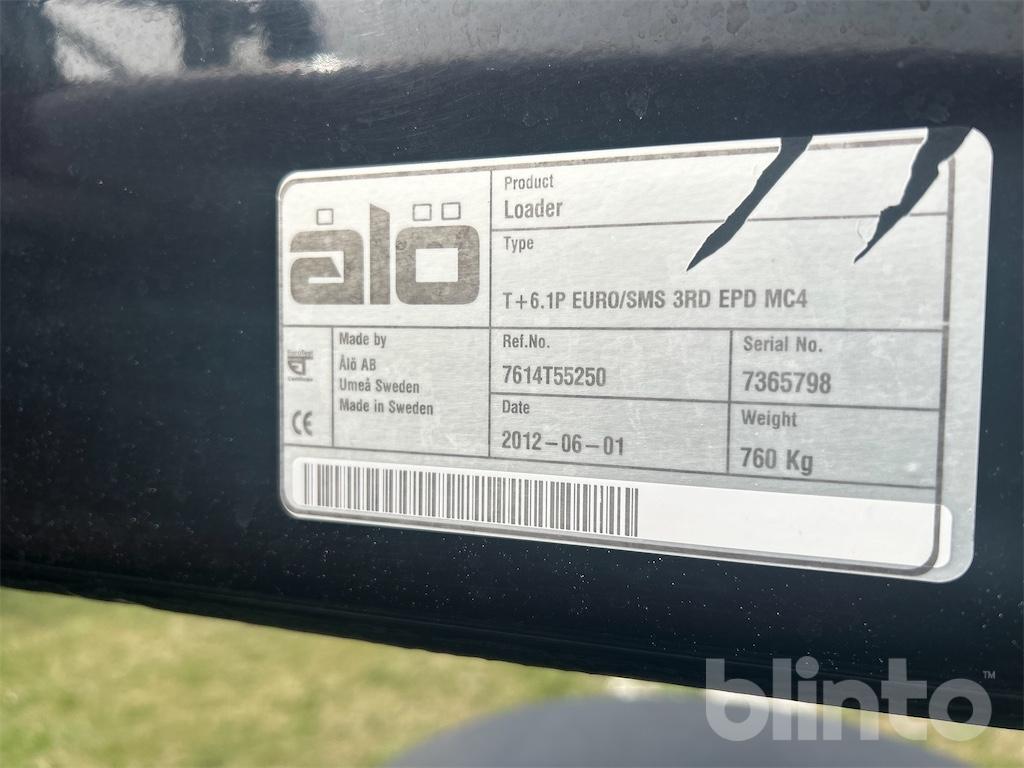 ålö
Product
Loader
Type
T+6.1P EURO/SMS 3RD EPD MC4
Made by
Ålö AB
Umeå Sweden
Made in Sweden
CE
Ref.No.
7614T55250
Serial No.
7365798
Date
2012-06-01
Weight
760 Kg
blinto™